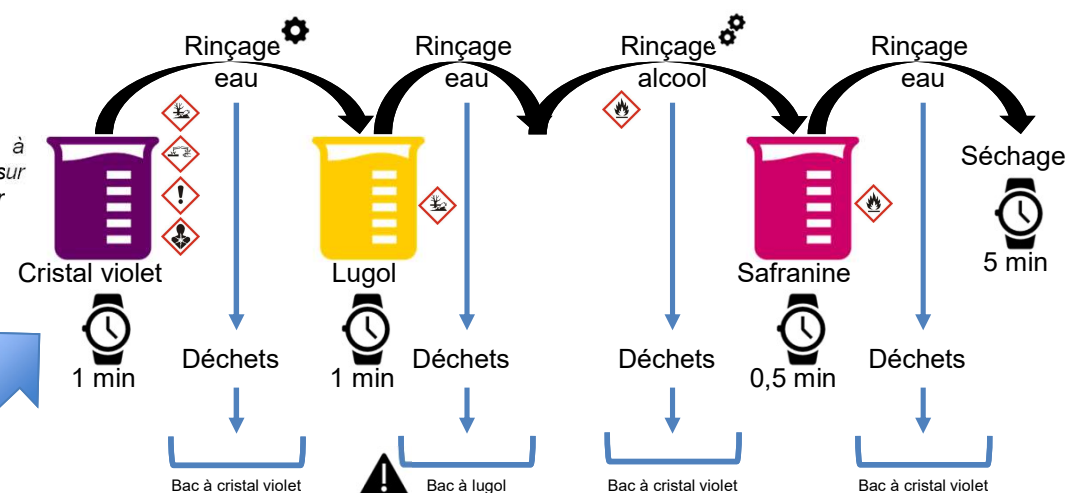 Rinçage
eau
Rinçage
eau
Rinçage
alcool
Rinçage
eau
à
sur
Séchage
5 min
Cristal violet
1 min
Lugol
1 min
Safranine
0,5 min
Déchets
Déchets
Déchets
Déchets
Bac à cristal violet
Bac à lugol
Bac à cristal violet
Bac à cristal violet